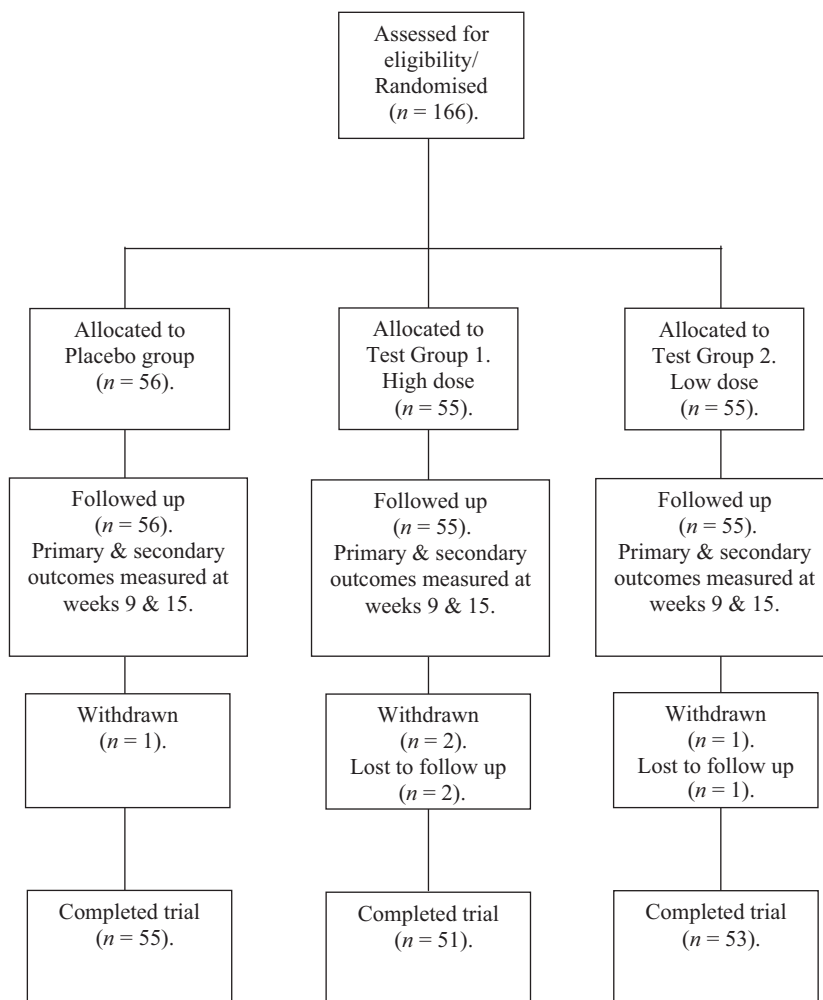 Assessed for
eligibility/
Randomised
(n = 166).
Allocated to
Placebo group
(n = 56).
Allocated to
Test Group 1.
High dose
(n = 55).
Allocated to
Test Group 2.
Low dose
(n = 55).
Followed up
(n = 56).
Primary & secondary
outcomes measured at
weeks 9 & 15.
Followed up
(n = 55).
Primary & secondary
outcomes measured at
weeks 9 & 15.
Followed up
(n = 55).
Primary & secondary
outcomes measured at
weeks 9 & 15.
Withdrawn
(n = 1).
Withdrawn
(n = 2).
Lost to follow up
(n = 2).
Withdrawn
(n = 1).
Lost to follow up
(n = 1).
Completed trial
(n = 55).
Completed trial
(n = 51).
Completed trial
(n = 53).